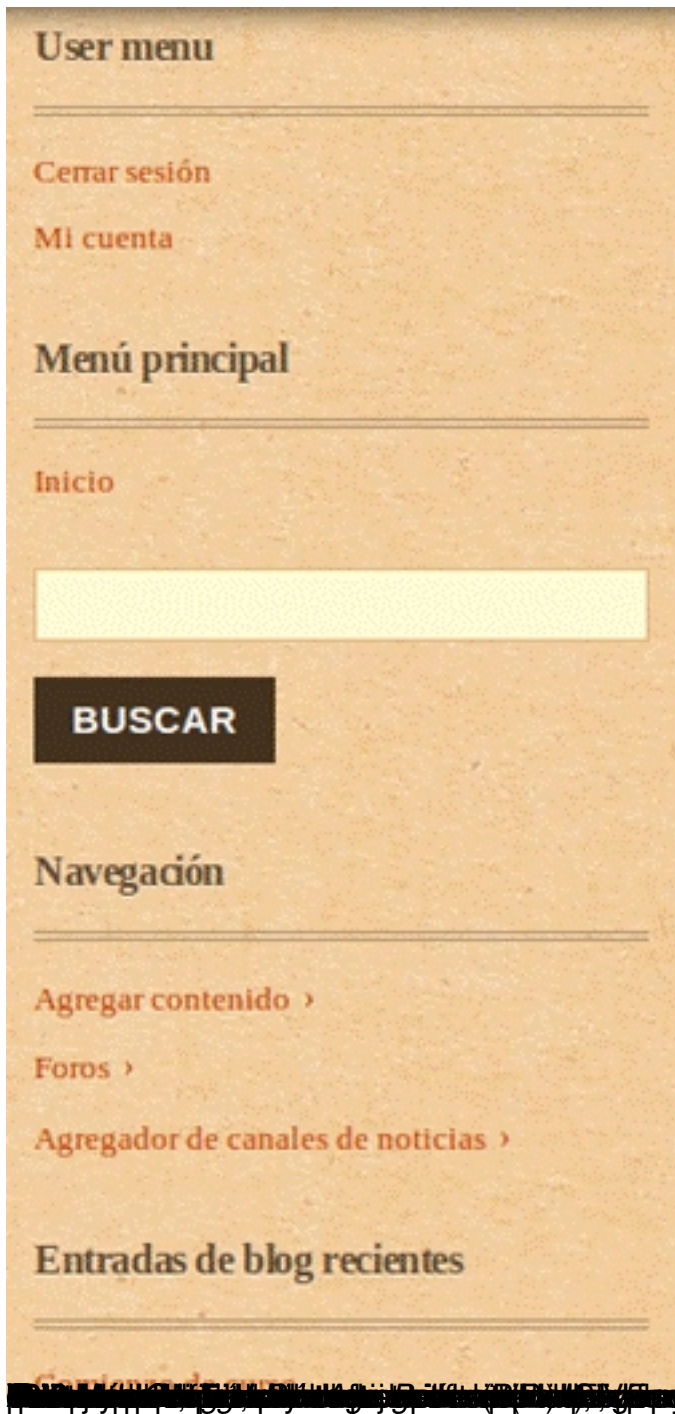 User menu
Cerrar sesión
Mi cuenta
Menú principal
Inicio
BUSCAR
Navegación
Agregar contenido ›
Foros ›
Agregador de canales de noticias ›
Entradas de blog recientes